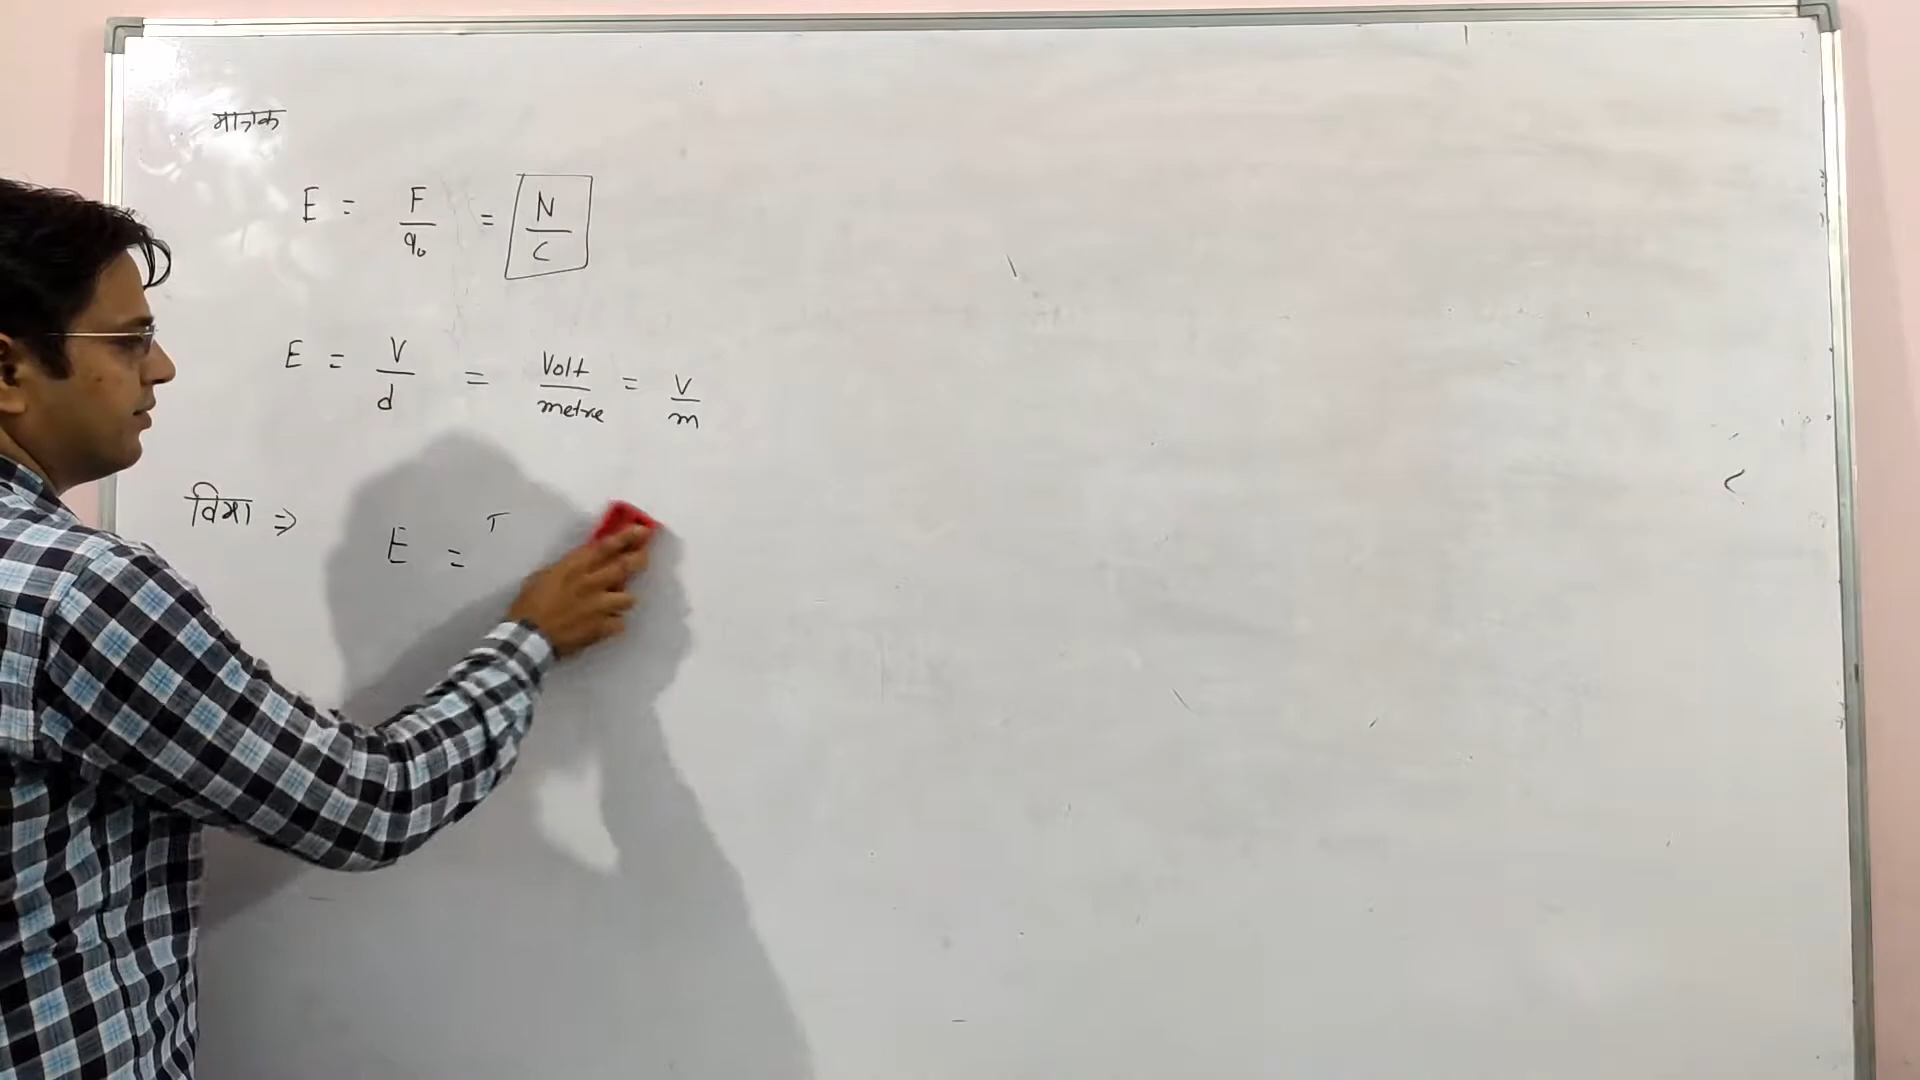 मात्रक
E = F/q₀ = N/C
E = V/d = Volt/metre = V/m
विमा ⇒ E =